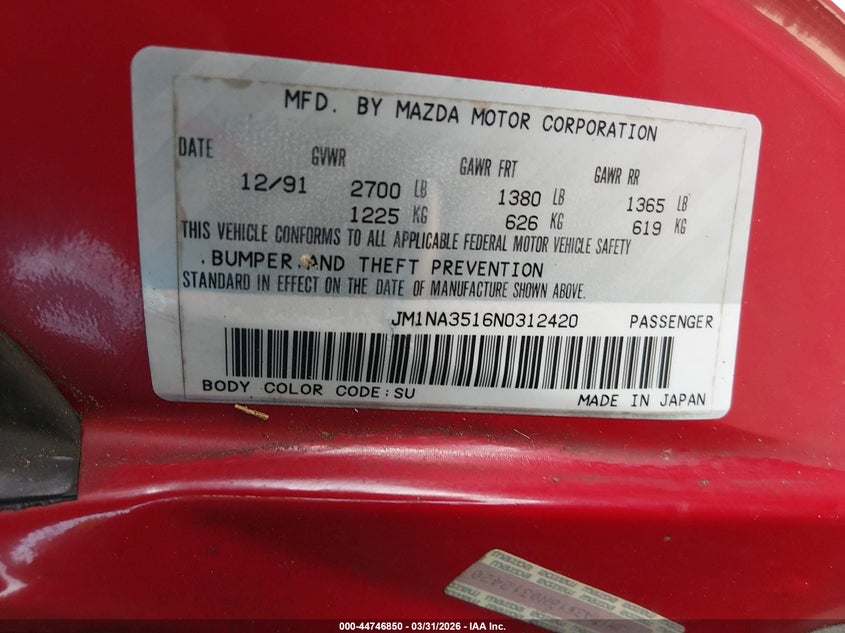 MFD. BY MAZDA MOTOR CORPORATION
DATE GVWR GAWR FRT GAWR RR
12/91 2700 LB 1380 LB 1365 LB
1225 KG 626 KG 619 KG
THIS VEHICLE CONFORMS TO ALL APPLICABLE FEDERAL MOTOR VEHICLE SAFETY
BUMPER AND THEFT PREVENTION
STANDARD IN EFFECT ON THE DATE OF MANUFACTURE SHOWN ABOVE.
JM1NA3516N0312420 PASSENGER
BODY COLOR CODE:SU MADE IN JAPAN
000-44746850 - 03/31/2026 - IAA Inc.